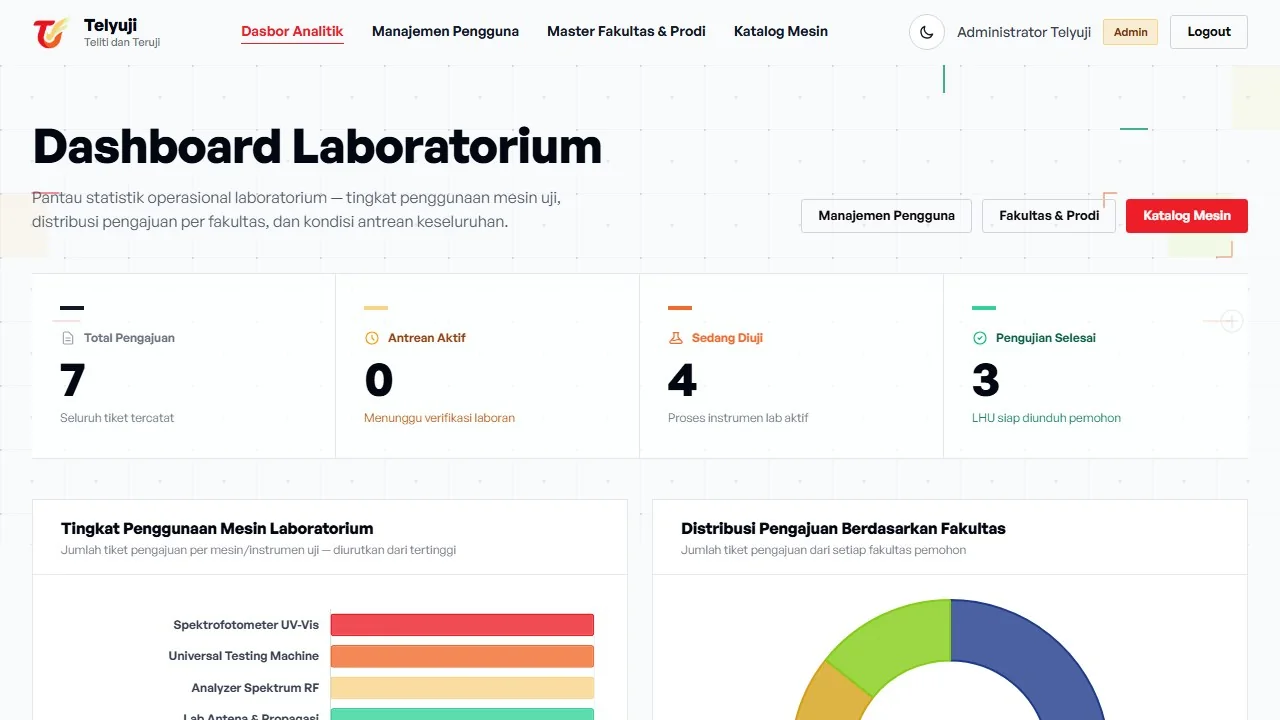 Telyuji
Teliti dan Teruji
Dasbor Analitik
Manajemen Pengguna
Master Fakultas & Prodi
Katalog Mesin
Administrator Telyuji
Admin
Logout
Dashboard Laboratorium
Pantau statistik operasional laboratorium — tingkat penggunaan mesin uji,
distribusi pengajuan per fakultas, dan kondisi antrean keseluruhan.
Manajemen Pengguna
Fakultas & Prodi
Katalog Mesin
Total Pengajuan
7
Seluruh tiket tercatat
Antrean Aktif
0
Menunggu verifikasi laboran
Sedang Diuji
4
Proses instrumen lab aktif
Pengujian Selesai
3
LHU siap diunduh pemohon
Tingkat Penggunaan Mesin Laboratorium
Jumlah tiket pengajuan per mesin/instrumen uji — diurutkan dari tertinggi
Spektrofotometer UV-Vis
Universal Testing Machine
Analyzer Spektrum RF
Lab Antena & Propagasi
Distribusi Pengajuan Berdasarkan Fakultas
Jumlah tiket pengajuan dari setiap fakultas pemohon